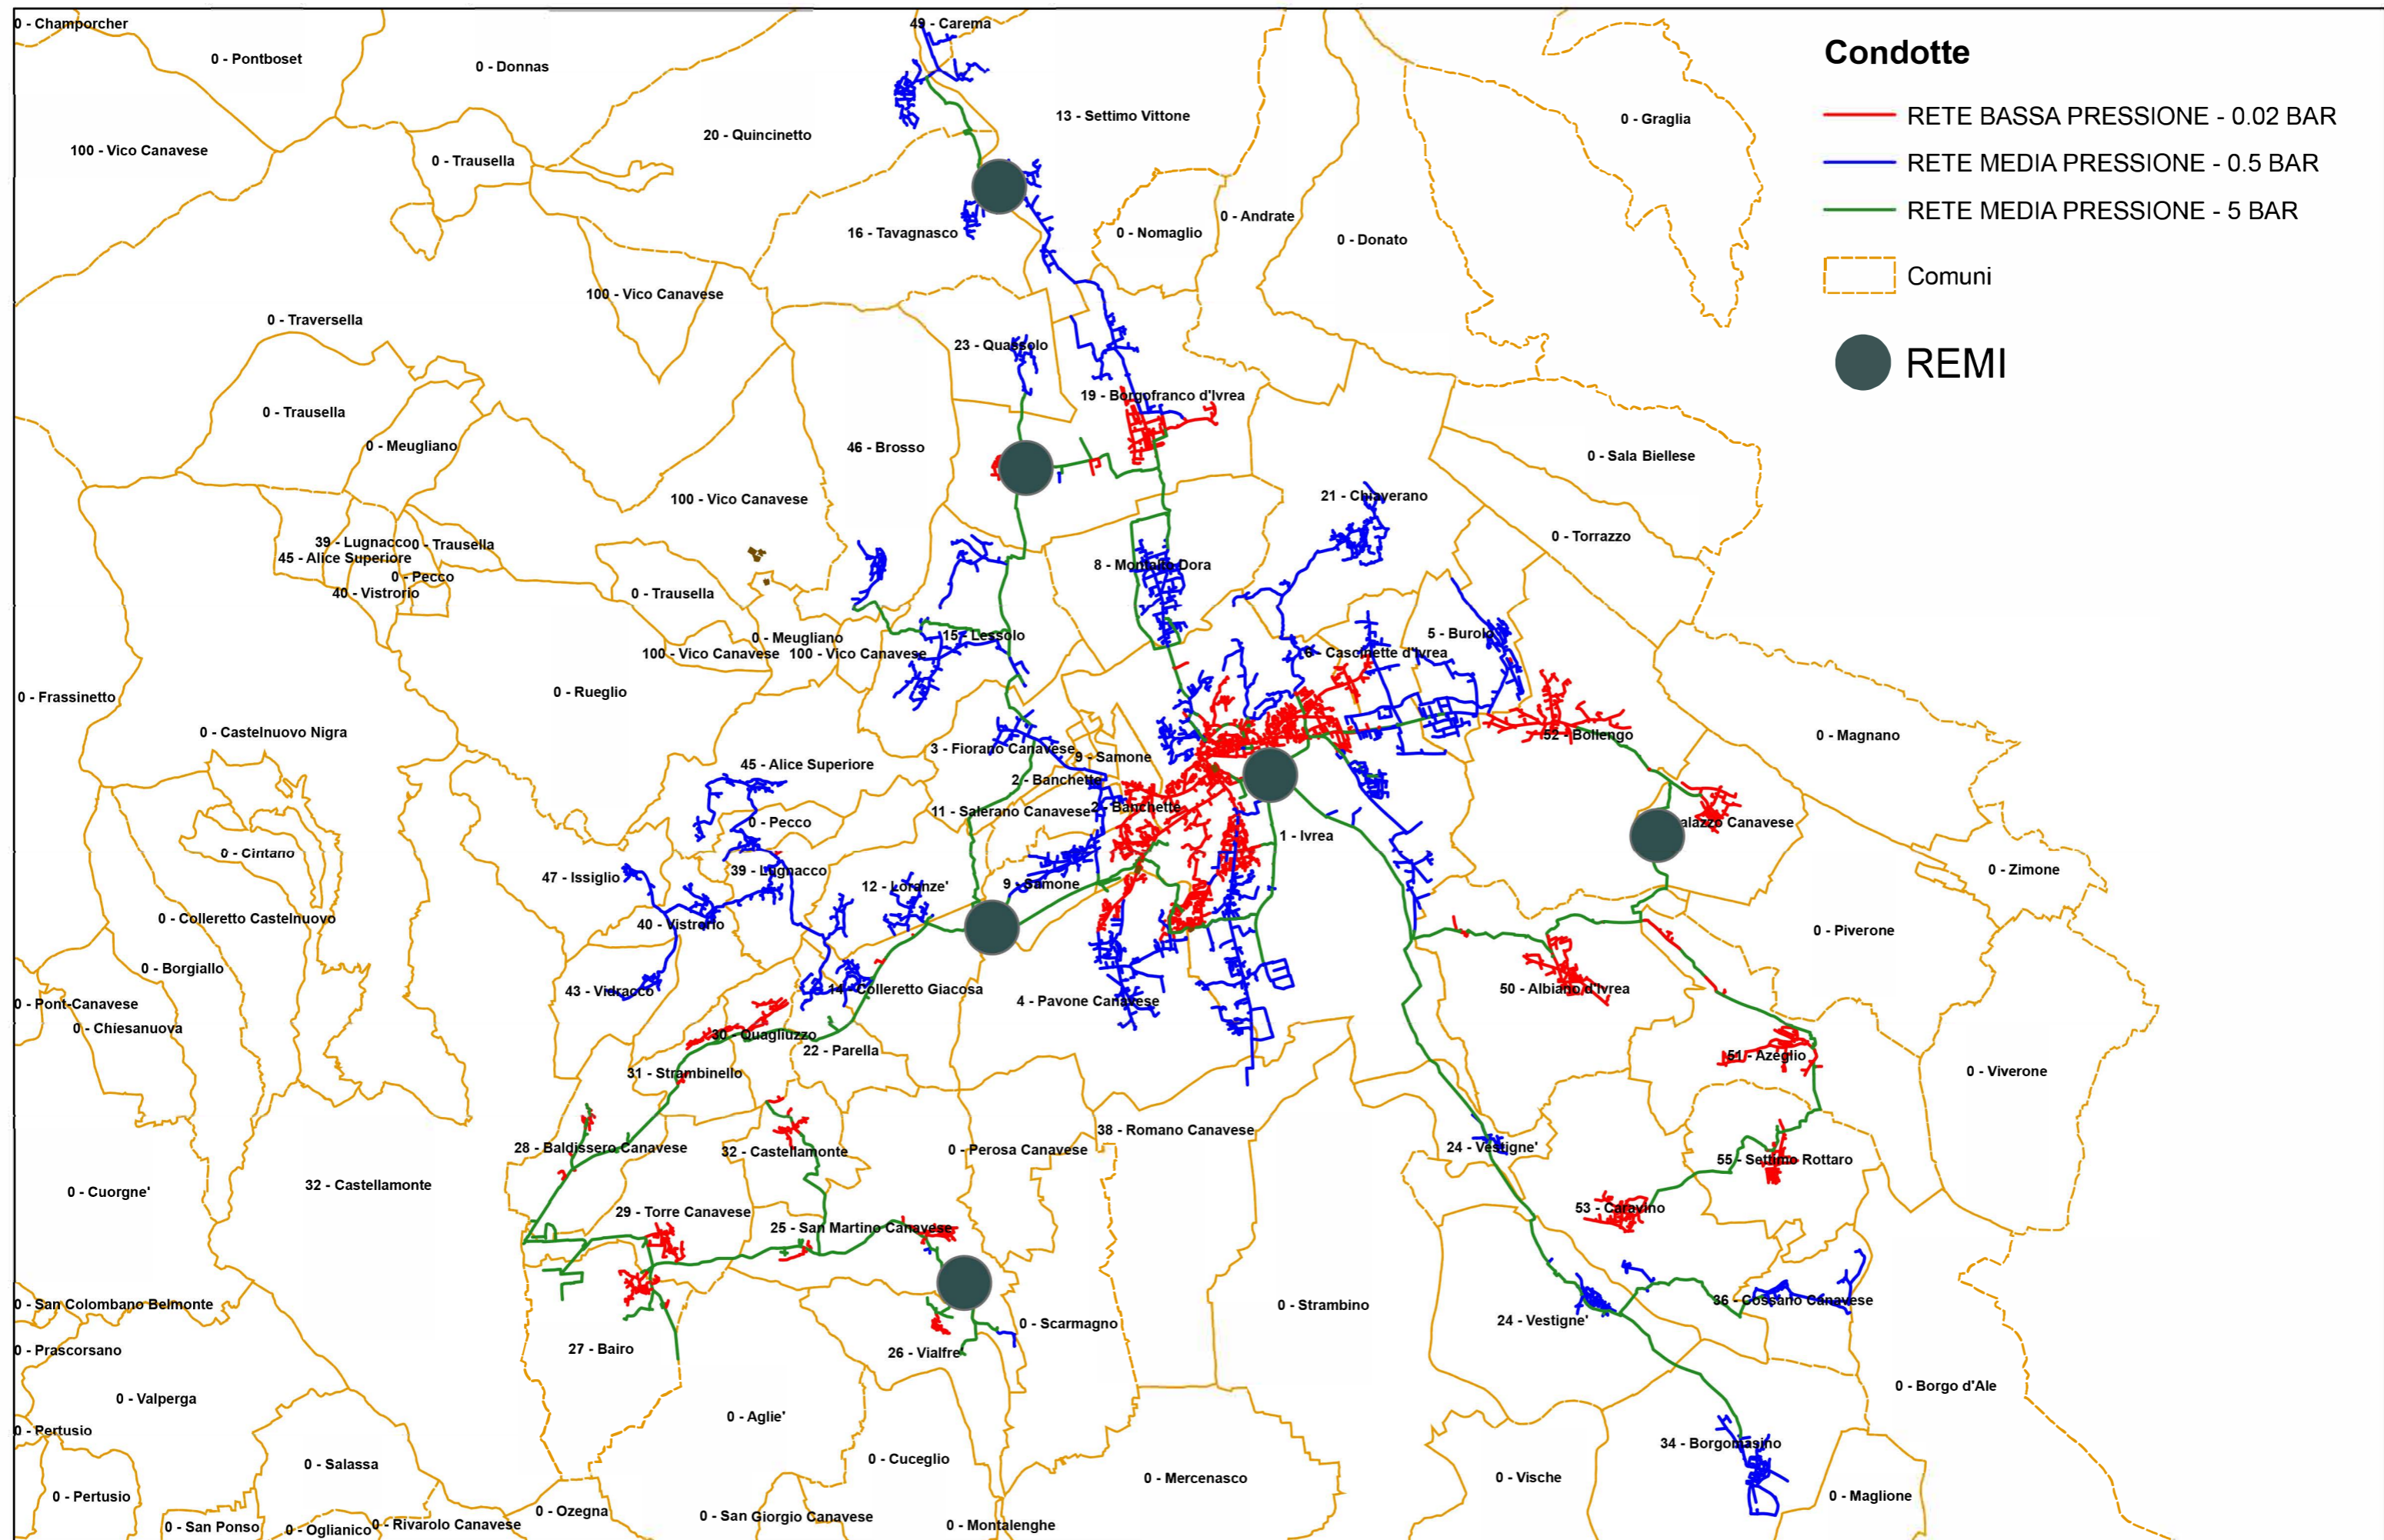 Condotte
RETE BASSA PRESSIONE - 0.02 BAR
RETE MEDIA PRESSIONE - 0.5 BAR
RETE MEDIA PRESSIONE - 5 BAR
Comuni
REMI
0 - Champorcher
49 - Carema
0 - Pontboset
0 - Donnas
13 - Settimo Vittone
0 - Graglia
20 - Quincinetto
100 - Vico Canavese
0 - Trausella
0 - Andrate
16 - Tavagnasco
0 - Nomaglio
0 - Donato
100 - Vico Canavese
0 - Traversella
23 - Quassolo
19 - Borgofranco d'Ivrea
0 - Trausella
0 - Meugliano
46 - Brosso
0 - Sala Biellese
100 - Vico Canavese
21 - Chiaverano
0 - Torrazzo
39 - Lugnacco
0 - Trausella
45 - Alice Superiore
8 - Montalto Dora
0 - Pecco
40 - Vistrorio
0 - Trausella
0 - Meugliano
15 - Lessolo
5 - Burolo
100 - Vico Canavese
100 - Vico Canavese
6 - Cascinette d'Ivrea
0 - Rueglio
0 - Frassinetto
0 - Castelnuovo Nigra
52 - Bollengo
0 - Magnano
3 - Fiorano Canavese
9 - Samone
45 - Alice Superiore
2 - Banchette
11 - Salerano Canavese
2 - Banchette
0 - Pecco
alazzo Canavese
1 - Ivrea
0 - Cintano
39 - Lugnacco
0 - Zimone
47 - Issiglio
12 - Loranze'
9 - Samone
0 - Colleretto Castelnuovo
40 - Vistrorio
0 - Piverone
0 - Borgiallo
43 - Vidracco
14 - Colleretto Giacosa
50 - Albiano d'Ivrea
0 - Pont-Canavese
4 - Pavone Canavese
0 - Chiesanuova
30 - Quagliuzzo
22 - Parella
51 - Azeglio
31 - Strambinello
0 - Viverone
38 - Romano Canavese
28 - Baldissero Canavese
32 - Castellamonte
0 - Perosa Canavese
24 - Vestigne'
55 - Settimo Rottaro
0 - Cuorgne'
32 - Castellamonte
29 - Torre Canavese
53 - Caravino
25 - San Martino Canavese
0 - San Colombano Belmonte
0 - Strambino
36 - Cossano Canavese
0 - Scarmagno
24 - Vestigne'
0 - Prascorsano
27 - Bairo
26 - Vialfre'
0 - Valperga
0 - Borgo d'Ale
0 - Aglie'
0 - Pertusio
34 - Borgomasino
0 - Salassa
0 - Cuceglio
0 - Mercenasco
0 - Vische
0 - Pertusio
0 - Maglione
0 - Ozegna
0 - San Giorgio Canavese
0 - San Ponso
0 - Oglianico
0 - Rivarolo Canavese
0 - Montalenghe